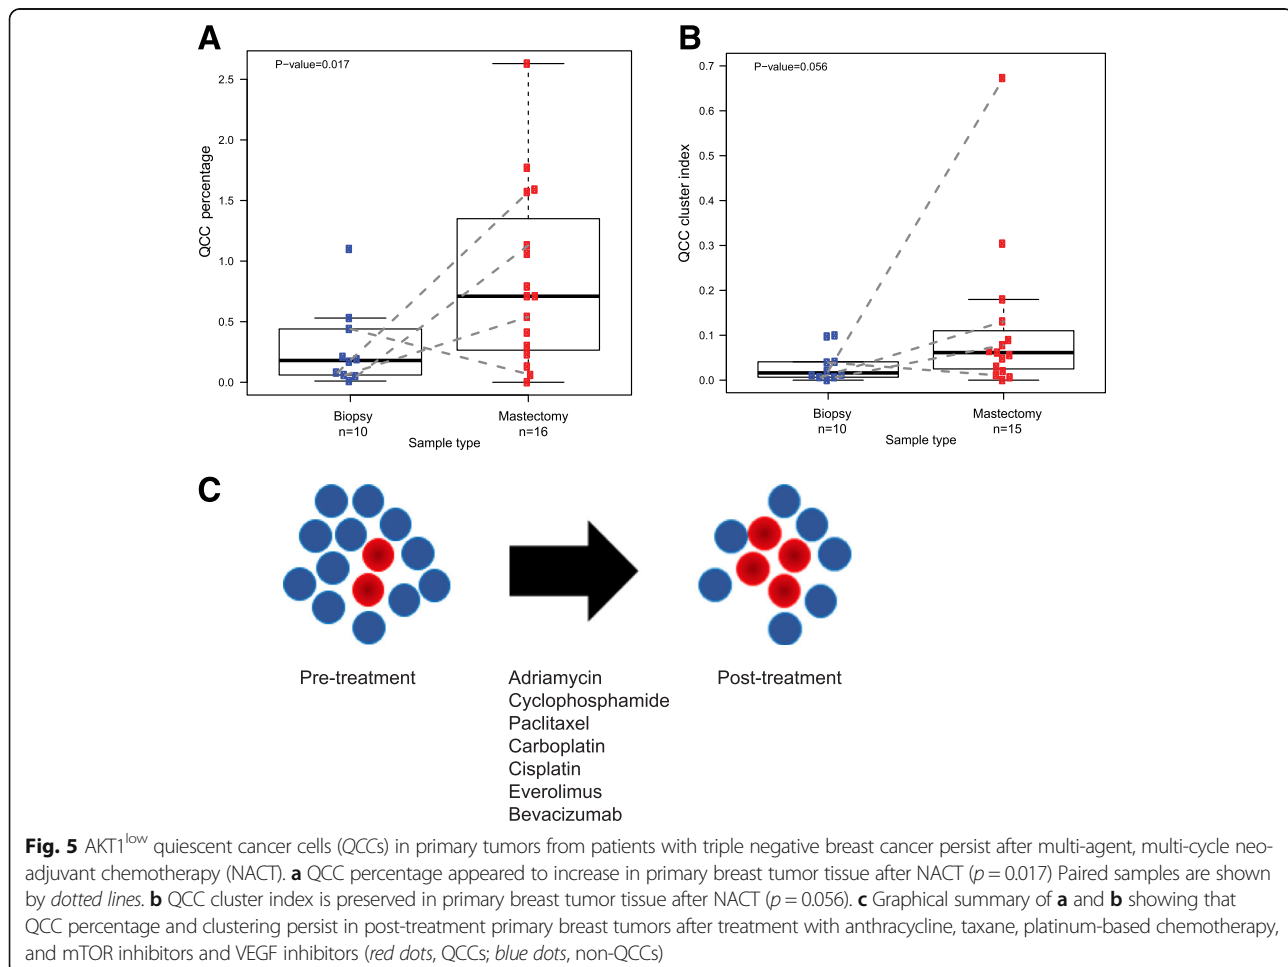 A
P-value=0.017
QCC percentage
2.5
2.0
1.5
1.0
0.5
0.0
Biopsy
n=10
Mastectomy
n=16
Sample type
B
P-value=0.056
QCC cluster index
0.7
0.6
0.5
0.4
0.3
0.2
0.1
0.0
Biopsy
n=10
Mastectomy
n=15
Sample type
C
Pre-treatment
Adriamycin
Cyclophosphamide
Paclitaxel
Carboplatin
Cisplatin
Everolimus
Bevacizumab
Post-treatment
Fig. 5 AKT1low quiescent cancer cells (QCCs) in primary tumors from patients with triple negative breast cancer persist after multi-agent, multi-cycle neo-
adjuvant chemotherapy (NACT). a QCC percentage appeared to increase in primary breast tumor tissue after NACT (p = 0.017) Paired samples are shown
by dotted lines. b QCC cluster index is preserved in primary breast tumor tissue after NACT (p = 0.056). c Graphical summary of a and b showing that
QCC percentage and clustering persist in post-treatment primary breast tumors after treatment with anthracycline, taxane, platinum-based chemotherapy,
and mTOR inhibitors and VEGF inhibitors (red dots, QCCs; blue dots, non-QCCs)